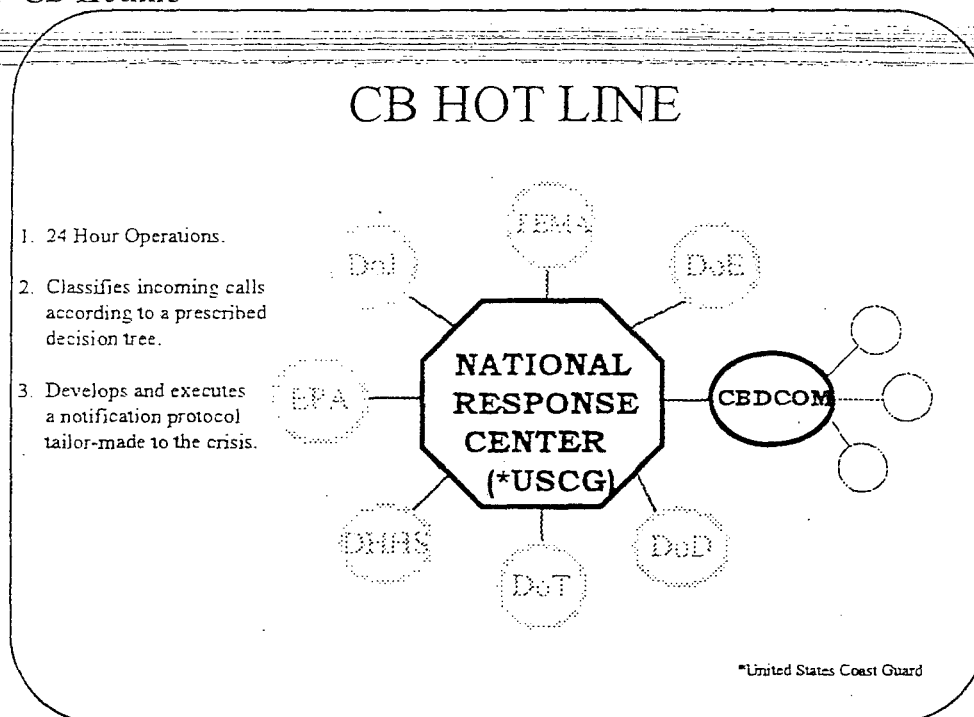 CB HOT LINE
1. 24 Hour Operations.
2. Classifies incoming calls
according to a prescribed
decision tree.
3. Develops and executes
a notification protocol
tailor-made to the crisis.
FEMA
DoJ
DoE
EPA
NATIONAL
RESPONSE
CENTER
(*USCG)
CBDCOM
DHHS
DoT
DoD
*United States Coast Guard